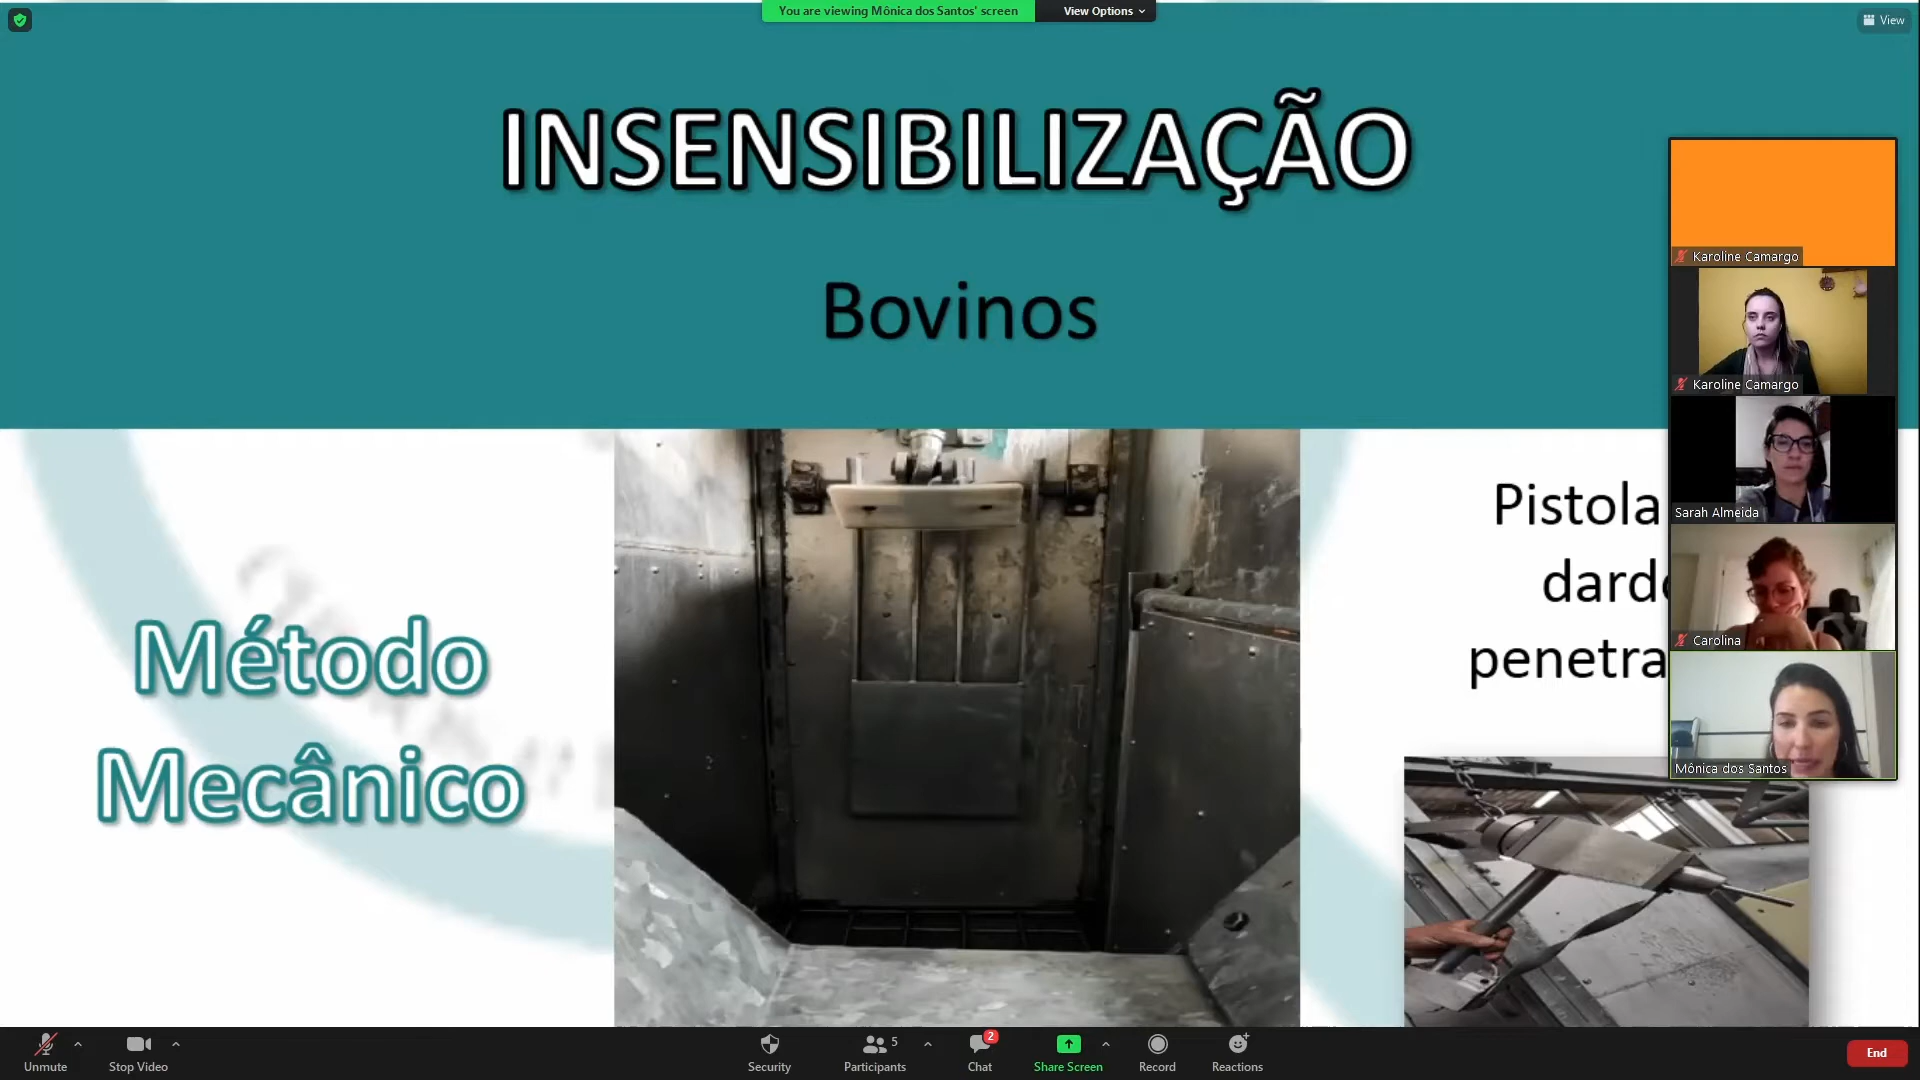 You are viewing Mônica dos Santos' screen
View Options
View
INSENSIBILIZAÇÃO
Bovinos
Método
Mecânico
Pistola
dard
penetra
Karoline Camargo
Karoline Camargo
Sarah Almeida
Carolina
Mônica dos Santos
Unmute
Stop Video
Security
5
Participants
2
Chat
Share Screen
Record
Reactions
End